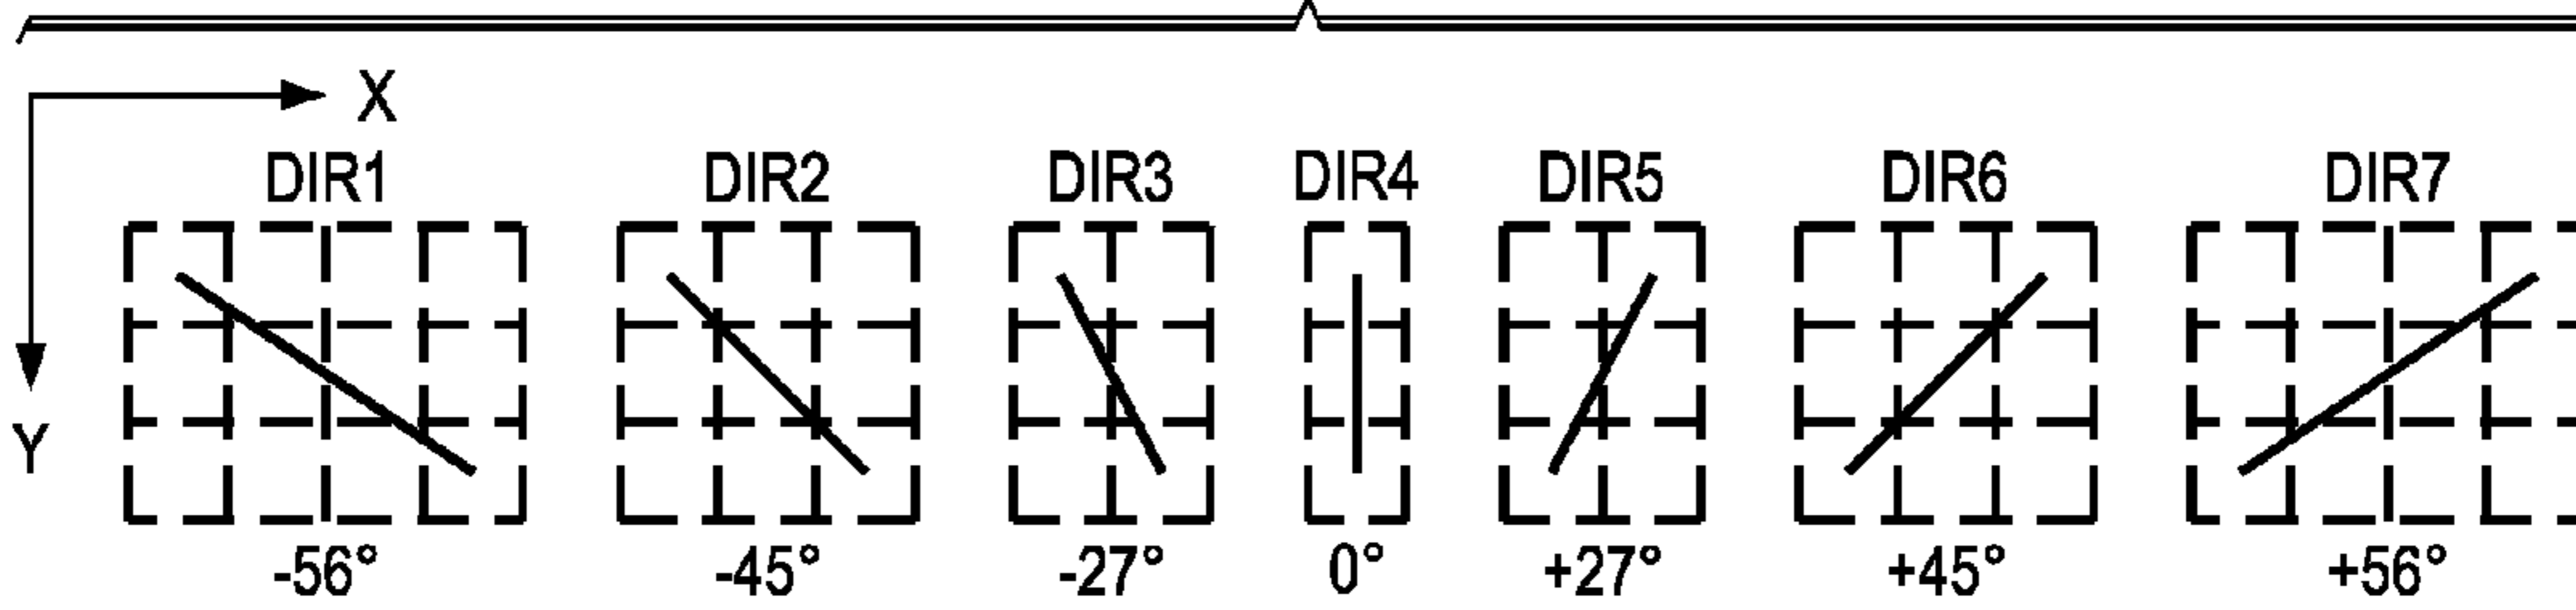 X
Y
DIR1 DIR2 DIR3 DIR4 DIR5 DIR6 DIR7
-56° -45° -27° 0° +27° +45° +56°